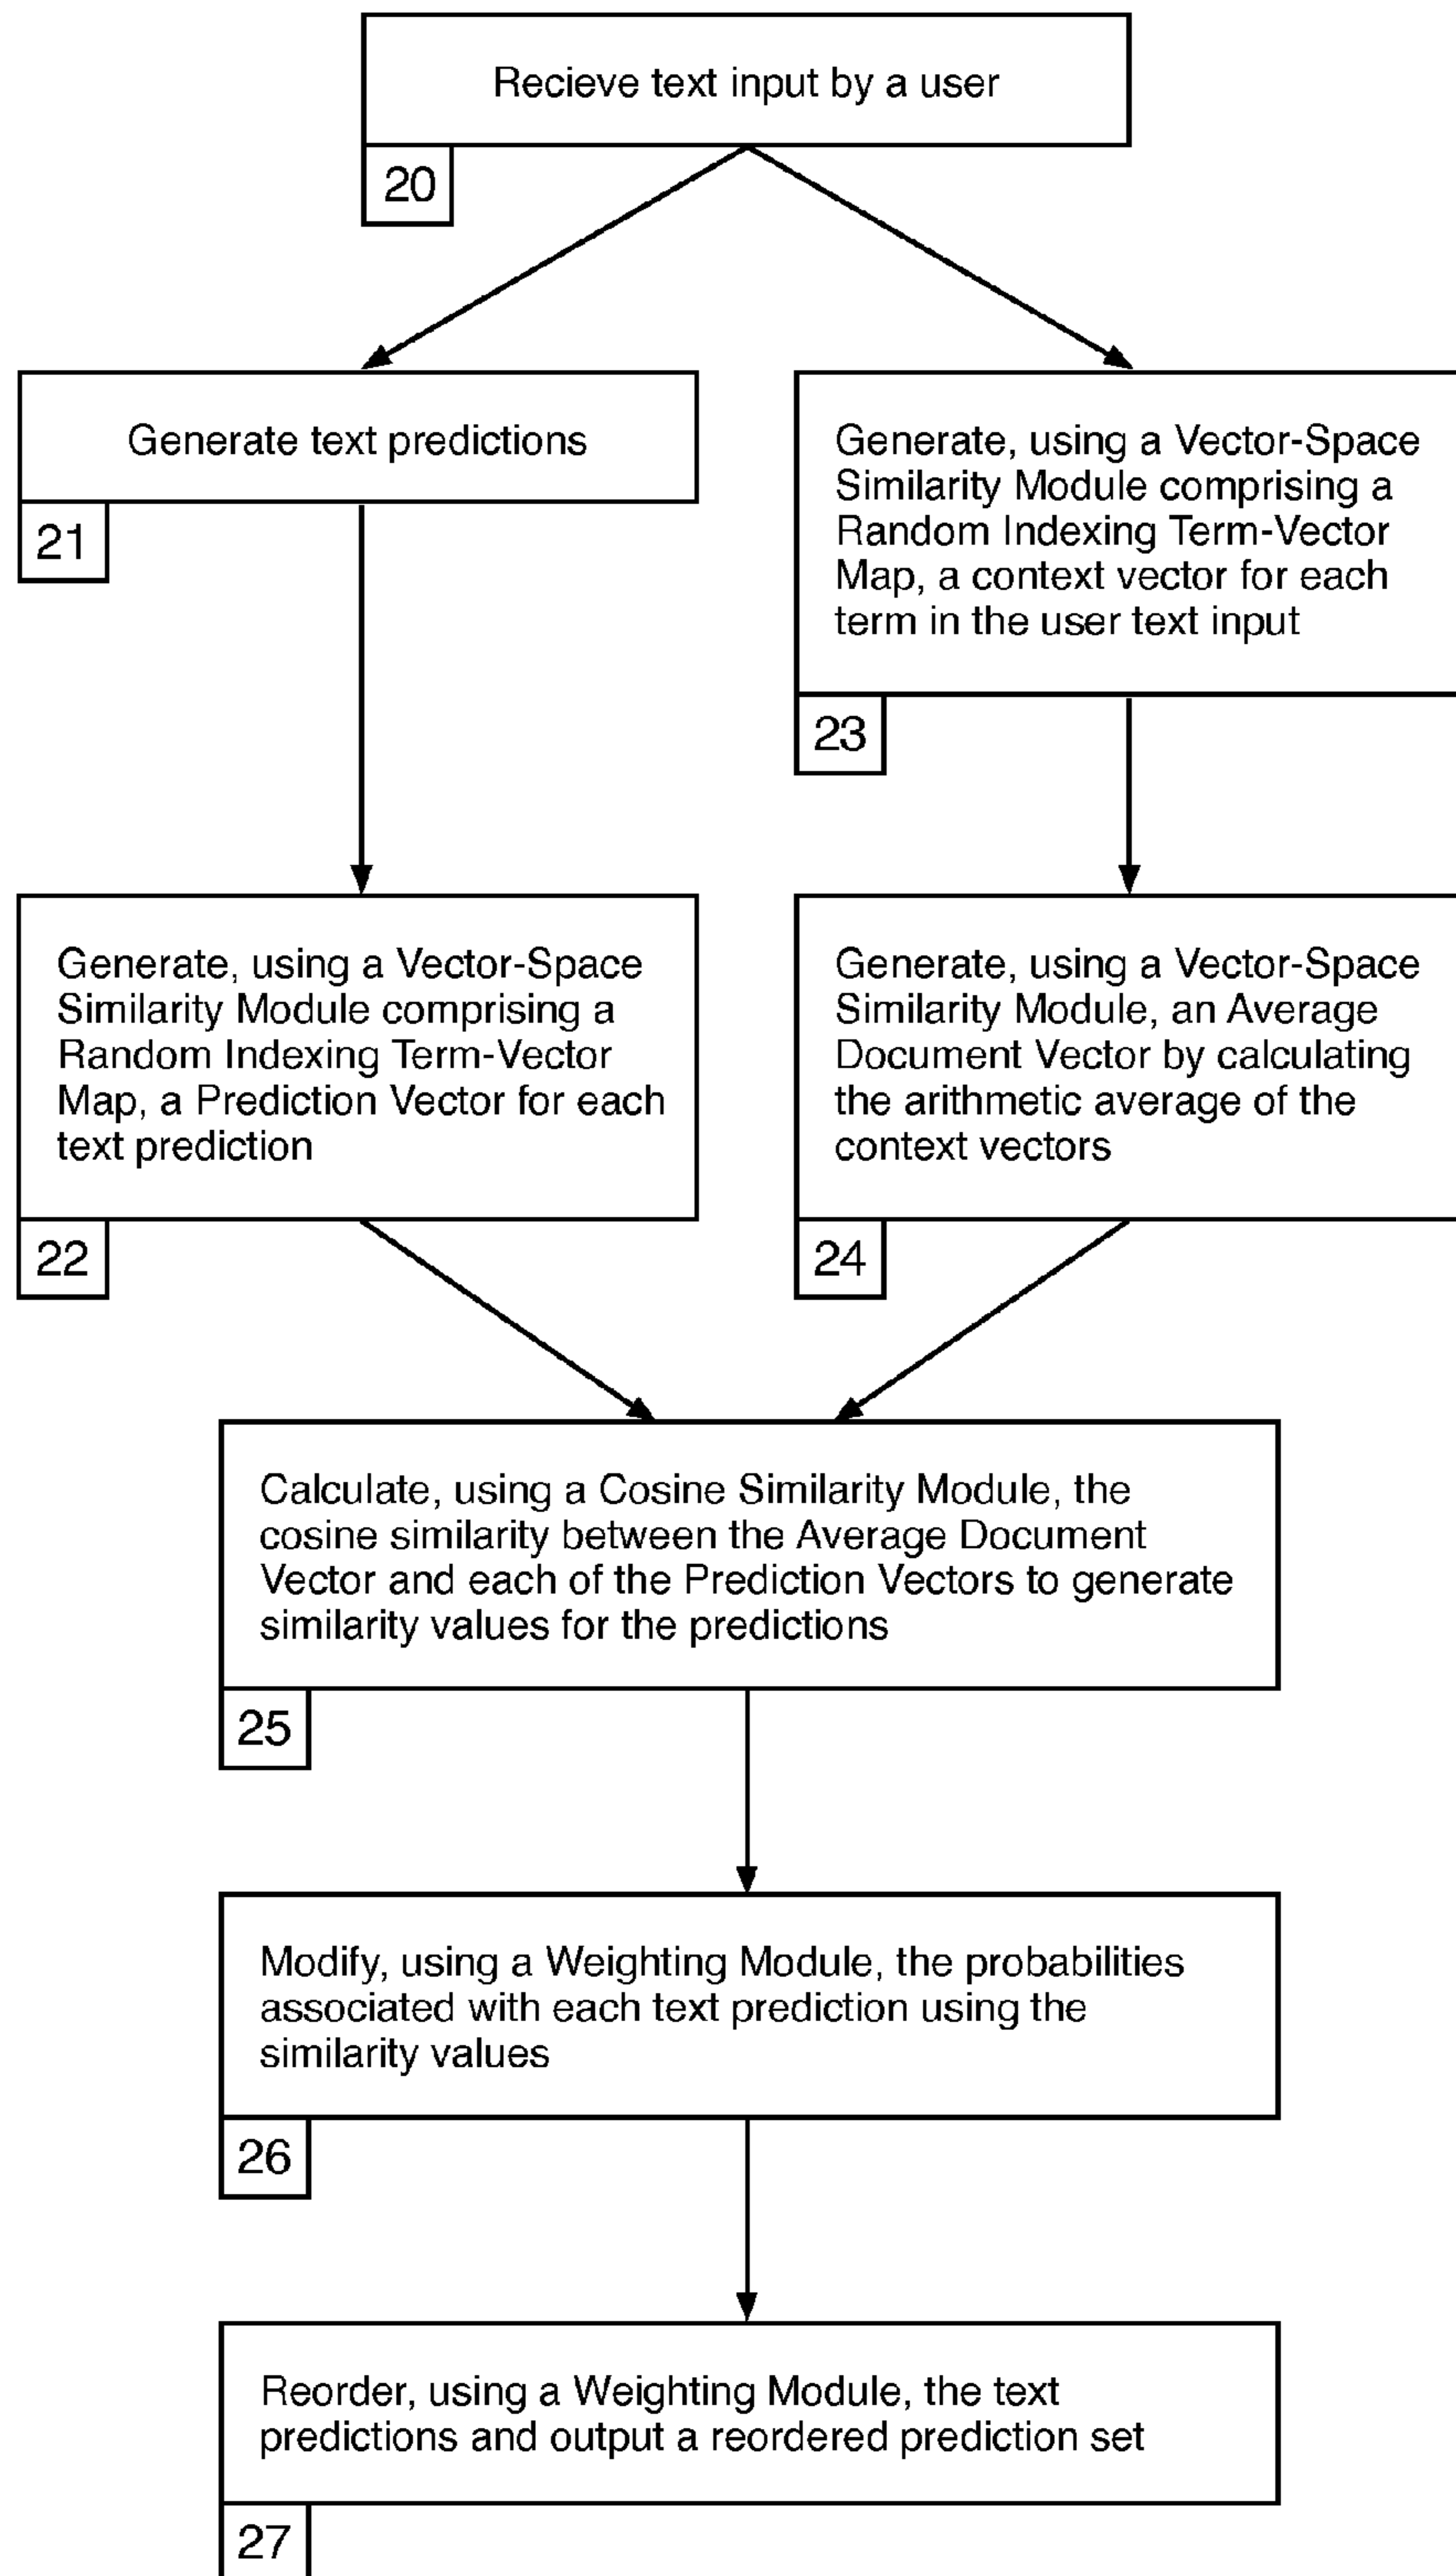 Recieve text input by a user
20
Generate text predictions
21
Generate, using a Vector-Space
Similarity Module comprising a
Random Indexing Term-Vector
Map, a context vector for each
term in the user text input
23
Generate, using a Vector-Space
Similarity Module comprising a
Random Indexing Term-Vector
Map, a Prediction Vector for each
text prediction
22
Generate, using a Vector-Space
Similarity Module, an Average
Document Vector by calculating
the arithmetic average of the
context vectors
24
Calculate, using a Cosine Similarity Module, the
cosine similarity between the Average Document
Vector and each of the Prediction Vectors to generate
similarity values for the predictions
25
Modify, using a Weighting Module, the probabilities
associated with each text prediction using the
similarity values
26
Reorder, using a Weighting Module, the text
predictions and output a reordered prediction set
27